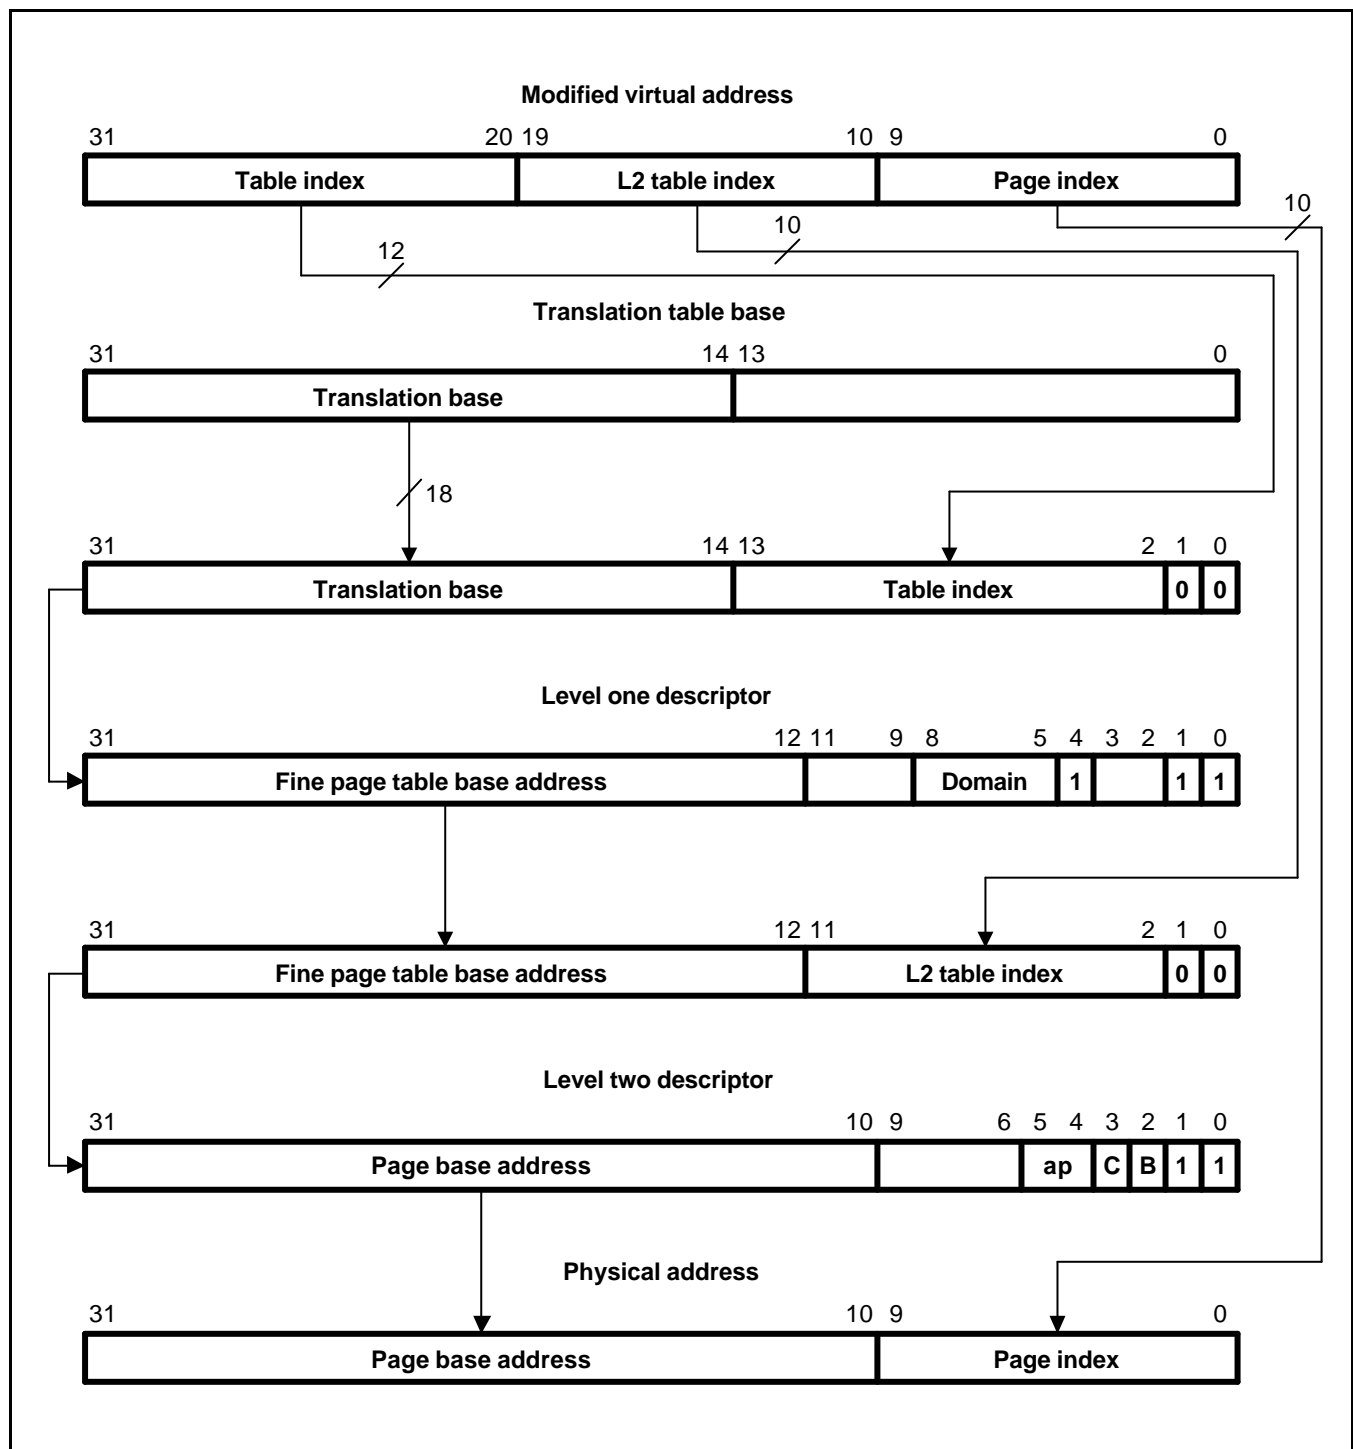 Modified virtual address
31 20 19 10 9 0
Table index L2 table index Page index
10
10
12
Translation table base
31 14 13 0
Translation base
18
31 14 13 2 1 0
Translation base Table index 0 0
Level one descriptor
31 12 11 9 8 5 4 3 2 1 0
Fine page table base address Domain 1 1 1
31 12 11 2 1 0
Fine page table base address L2 table index 0 0
Level two descriptor
31 10 9 6 5 4 3 2 1 0
Page base address ap C B 1 1
Physical address
31 10 9 0
Page base address Page index